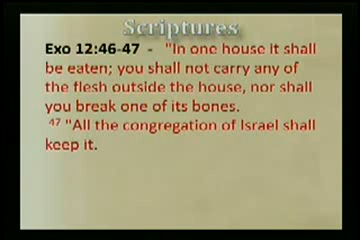 Scriptures
Exo 12:46-47 - "In one house it shall
be eaten; you shall not carry any of
the flesh outside the house, nor shall
you break one of its bones.
47 "All the congregation of Israel shall
keep it.